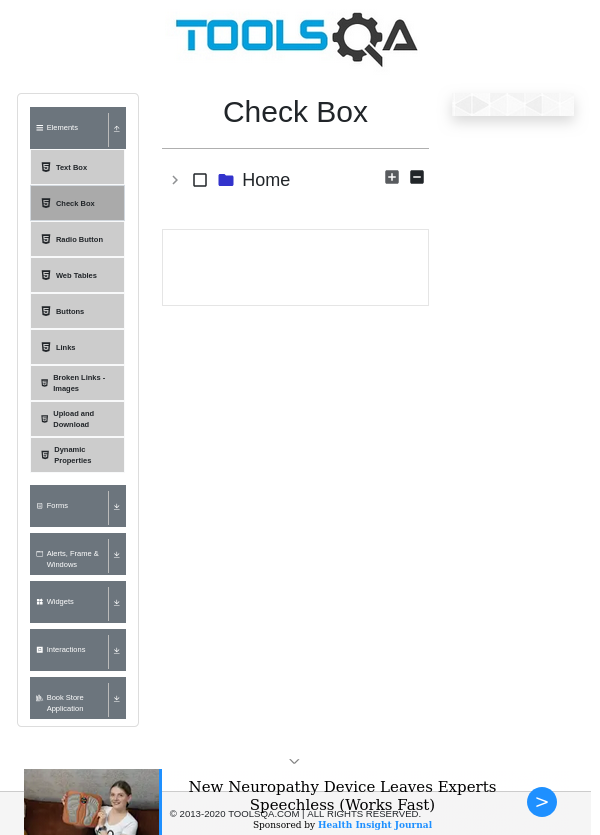 TOOLSQA
Check Box
Elements
Text Box
Check Box
Radio Button
Web Tables
Buttons
Links
Broken Links -
Images
Upload and
Download
Dynamic
Properties
Forms
Alerts, Frame &
Windows
Widgets
Interactions
Book Store
Application
Home
New Neuropathy Device Leaves Experts
Speechless (Works Fast)
© 2013-2020 TOOLSQA.COM | ALL RIGHTS RESERVED.
Sponsored by Health Insight Journal